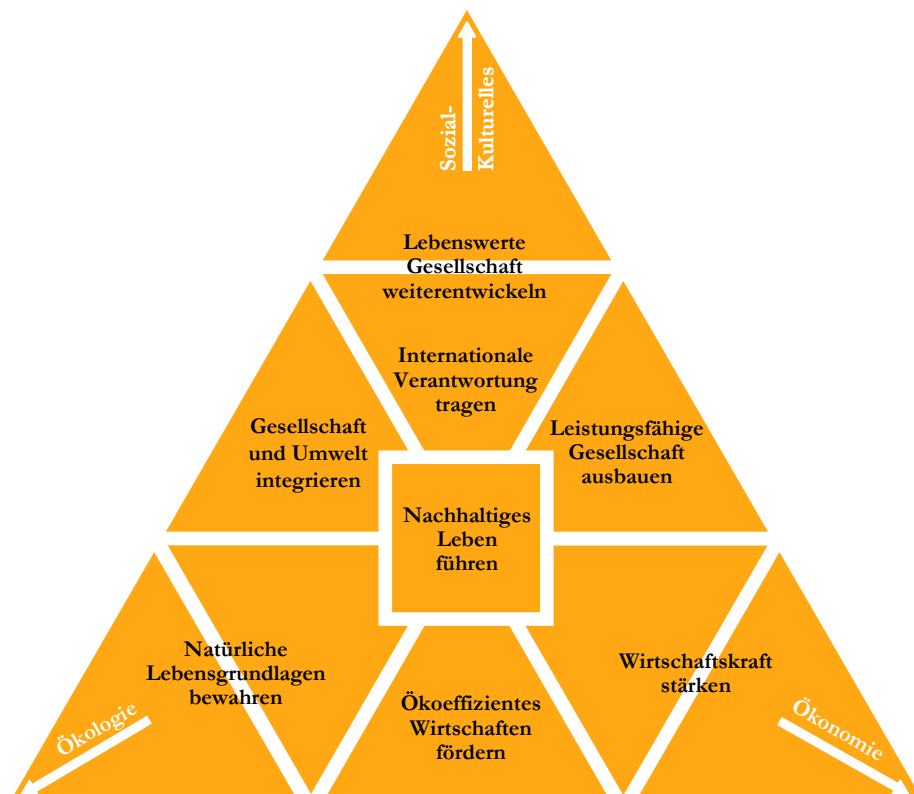 Sozial-
Kulturelles
Lebenswerte
Gesellschaft
weiterentwickeln
Internationale
Verantwortung
tragen
Gesellschaft
und Umwelt
integrieren
Leistungsfähige
Gesellschaft
ausbauen
Nachhaltiges
Leben
führen
Natürliche
Lebensgrundlagen
bewahren
Wirtschaftskraft
stärken
Ökoeffizientes
Wirtschaften
fördern
Ökologie
Ökonomie